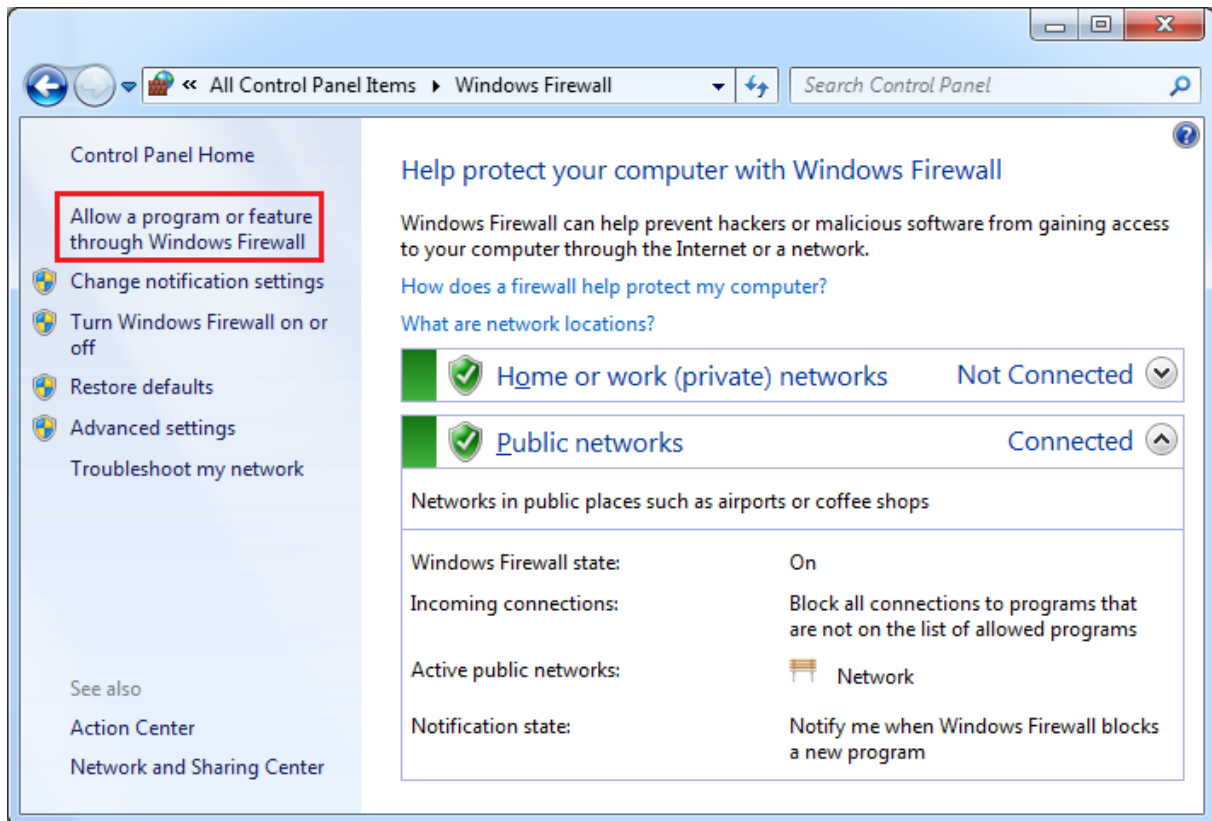 « All Control Panel Items ▸ Windows Firewall
Search Control Panel
Control Panel Home
Allow a program or feature
through Windows Firewall
Change notification settings
Turn Windows Firewall on or
off
Restore defaults
Advanced settings
Troubleshoot my network
See also
Action Center
Network and Sharing Center
Help protect your computer with Windows Firewall
Windows Firewall can help prevent hackers or malicious software from gaining access
to your computer through the Internet or a network.
How does a firewall help protect my computer?
What are network locations?
Home or work (private) networks Not Connected
Public networks Connected
Networks in public places such as airports or coffee shops
Windows Firewall state: On
Incoming connections: Block all connections to programs that
are not on the list of allowed programs
Active public networks: Network
Notification state: Notify me when Windows Firewall blocks
a new program